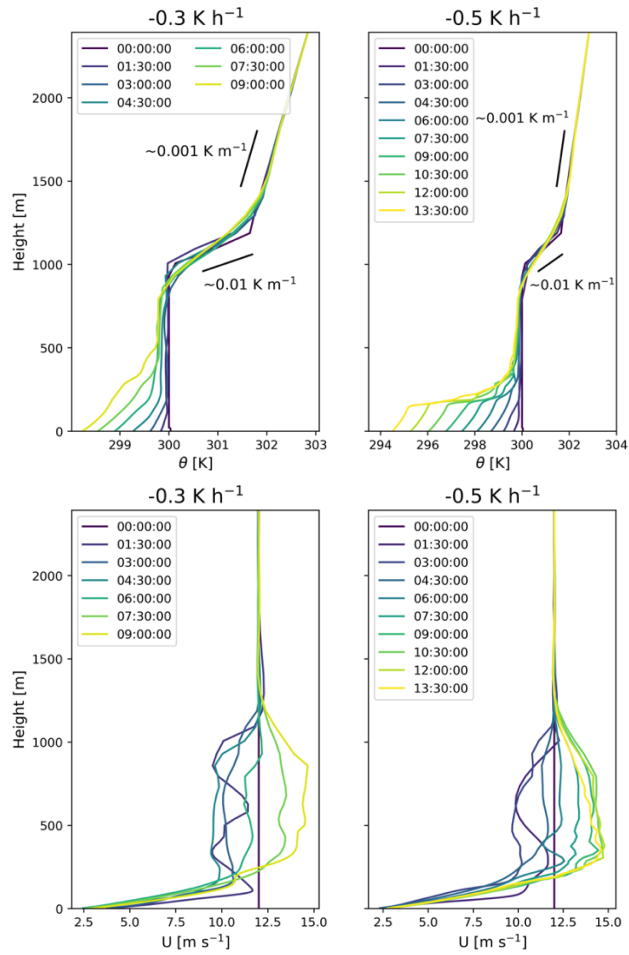 -0.3 K h⁻¹
00:00:00 06:00:00
01:30:00 07:30:00
03:00:00 09:00:00
04:30:00
~0.001 K m⁻¹
~0.01 K m⁻¹
2000
1500
1000
500
0
Height [m]
299 300 301 302 303
θ [K]
-0.5 K h⁻¹
00:00:00
01:30:00
03:00:00
04:30:00
06:00:00
07:30:00
09:00:00
10:30:00
12:00:00
13:30:00
~0.001 K m⁻¹
~0.01 K m⁻¹
294 296 298 300 302 304
θ [K]
-0.3 K h⁻¹
00:00:00
01:30:00
03:00:00
04:30:00
06:00:00
07:30:00
09:00:00
2000
1500
1000
500
0
Height [m]
2.5 5.0 7.5 10.0 12.5 15.0
U [m s⁻¹]
-0.5 K h⁻¹
00:00:00
01:30:00
03:00:00
04:30:00
06:00:00
07:30:00
09:00:00
10:30:00
12:00:00
13:30:00
2.5 5.0 7.5 10.0 12.5 15.0
U [m s⁻¹]